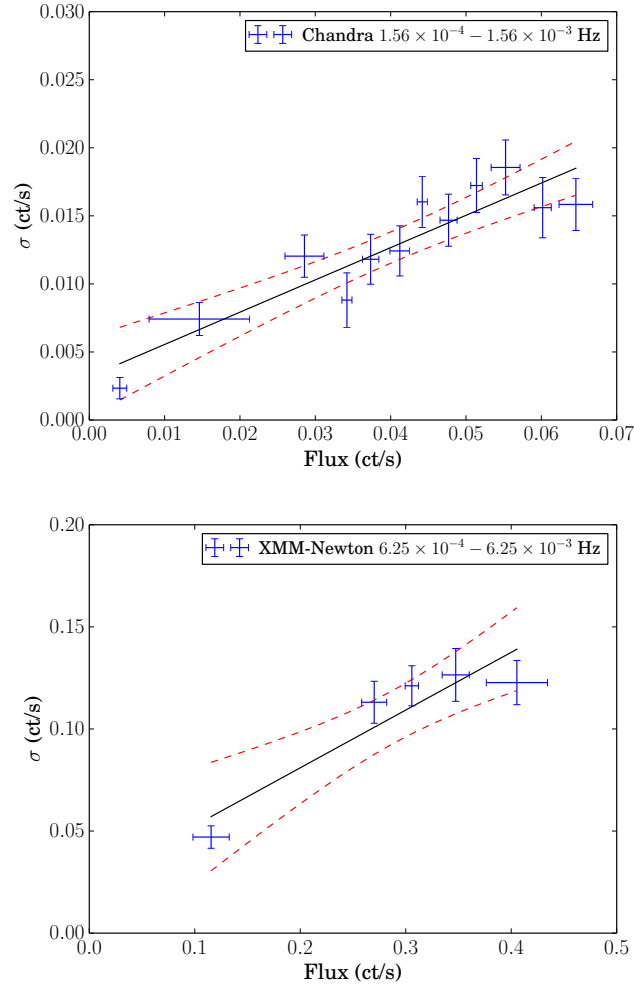 0.030
0.025
0.020
0.015
0.010
0.005
0.000
σ (ct/s)
Chandra 1.56 × 10⁻⁴ − 1.56 × 10⁻³ Hz
0.00 0.01 0.02 0.03 0.04 0.05 0.06 0.07
Flux (ct/s)
0.20
0.15
0.10
0.05
0.00
σ (ct/s)
XMM-Newton 6.25 × 10⁻⁴ − 6.25 × 10⁻³ Hz
0.0 0.1 0.2 0.3 0.4 0.5
Flux (ct/s)